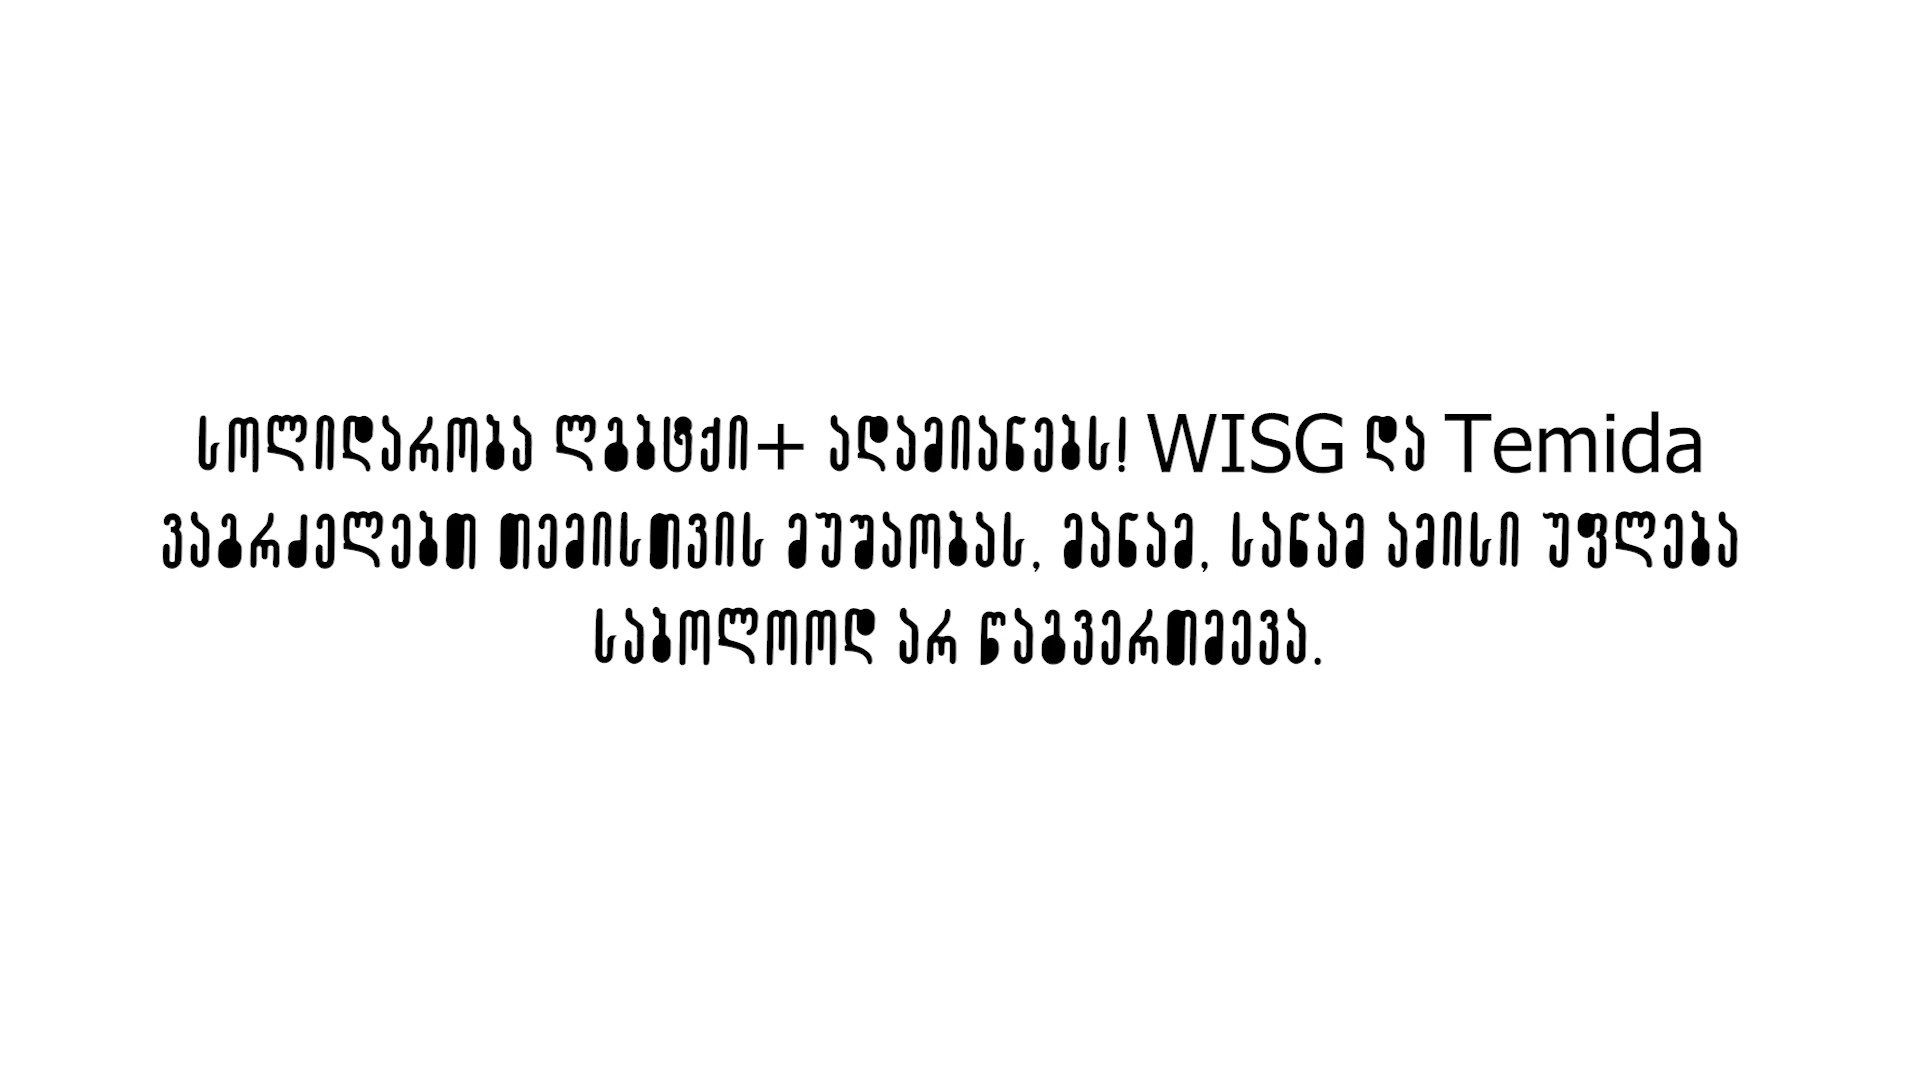 სოლიდარობა ლგბტქი+ ადამიანებს! WISG და Temida
ვაგრძელებთ თემისთვის მუშაობას, მანამ, სანამ ამისი უფლება
საბოლოოდ არ წაგვერთმევა.